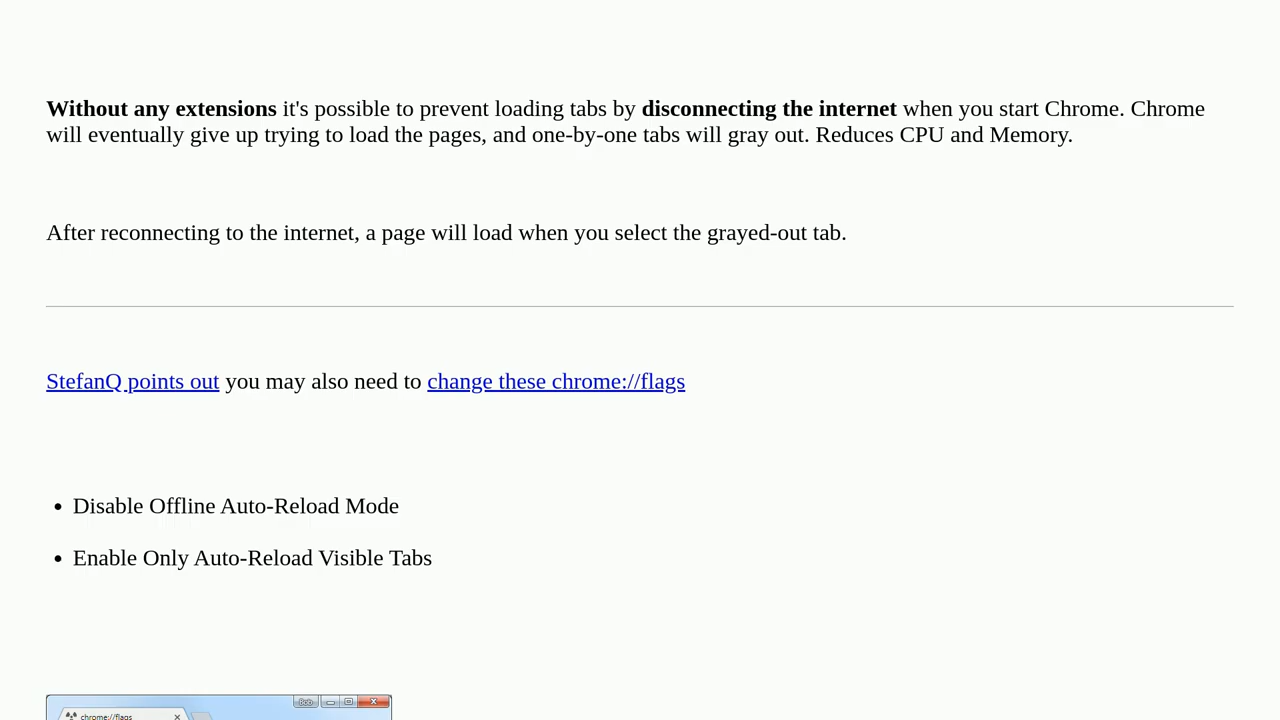 Without any extensions it's possible to prevent loading tabs by disconnecting the internet when you start Chrome. Chrome
will eventually give up trying to load the pages, and one-by-one tabs will gray out. Reduces CPU and Memory.
After reconnecting to the internet, a page will load when you select the grayed-out tab.
StefanQ points out you may also need to change these chrome://flags
• Disable Offline Auto-Reload Mode
• Enable Only Auto-Reload Visible Tabs
Bob
chrome://flags